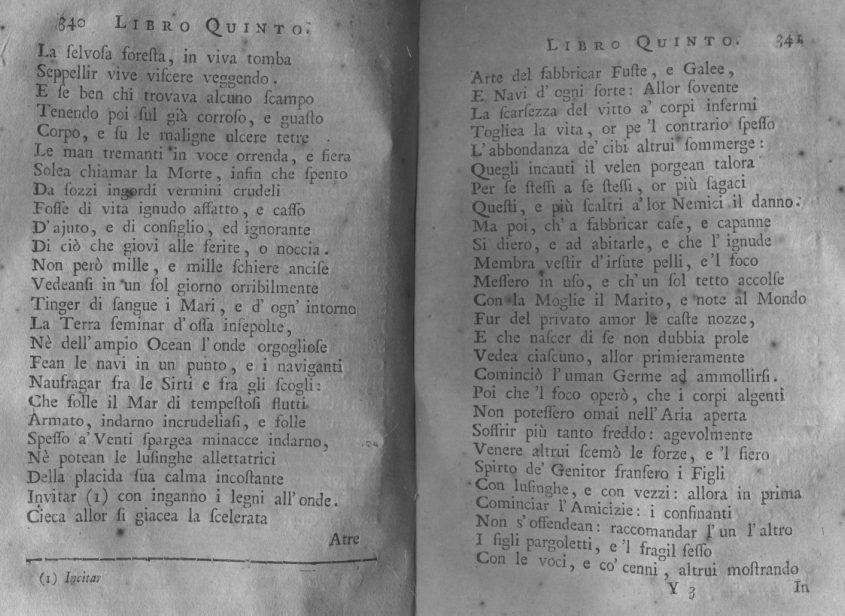 340 LIBRO QUINTO.
La ſelvoſa foreſta, in viva tomba
Seppellir vive viſcere veggendo.
E ſe ben chi trovava alcuno ſcampo
Tenendo poi ſul già corroſo, e guaſto
Corpo, e ſu le maligne ulcere tetre
Le man tremanti in voce orrenda, e fiera
Solea chiamar la Morte, infin che ſpento
Da ſozzi ingordi vermini crudeli
Foſſe di vita ignudo affatto, e caſſo
D'ajuto, e di conſiglio, ed ignorante
Di ciò che giovi alle ferite, o noccia.
Non però mille, e mille ſchiere anciſe
Vedeanſi in un ſol giorno orribilmente
Tinger di ſangue i Mari, e d'ogn'intorno
La Terra ſeminar d'oſſa inſepolte,
Nè dell'ampio Ocean l'onde orgoglioſe
Fean le navi in un punto, e i naviganti
Naufragar fra le Sirti e fra gli ſcogli:
Che folle il Mar di tempeſtoſi flutti
Armato, indarno incrudeliaſi, e folle
Speſſo a'Venti ſpargea minacce indarno,
Nè potean le luſinghe allettatrici
Della placida ſua calma incoſtante
Invitar (1) con inganno i legni all'onde.
Cieca allor ſi giacea la ſcelerata
Atre
(1) Incitar
LIBRO QUINTO. 341
Arte del fabbricar Fuſte, e Galee,
E Navi d'ogni ſorte: Allor ſovente
La ſcarſezza del vitto a' corpi infermi
Togliea la vita, or pe 'l contrario ſpeſſo
L'abbondanza de' cibi altrui ſommerge:
Quegli incauti il velen porgean talora
Per ſe ſteſſi a ſe ſteſſi, or più ſagaci
Queſti, e più ſcaltri a'lor Nemici il danno.
Ma poi, ch'a fabbricar caſe, e capanne
Si diero, e ad abitarle, e che l'ignude
Membra veſtir d'irſute pelli, e'l foco
Meſſero in uſo, e ch'un ſol tetto accolſe
Con la Moglie il Marito, e note al Mondo
Fur del privato amor le caſte nozze,
E che naſcer di ſe non dubbia prole
Vedea ciaſcuno, allor primieramente
Cominciò l'uman Germe ad ammollirſi.
Poi che 'l foco operò, che i corpi algenti
Non poteſſero omai nell'Aria aperta
Soffrir più tanto freddo: agevolmente
Venere altrui ſcemò le forze, e 'l fiero
Spirto de' Genitor franſero i Figli
Con luſinghe, e con vezzi: allora in prima
Cominciar l'Amicizie: i confinanti
Non s'offendean: raccomandar l'un l'altro
I figli pargoletti, e 'l fragil ſeſſo
Con le voci, e co' cenni, altrui moſtrando
Y 3 In